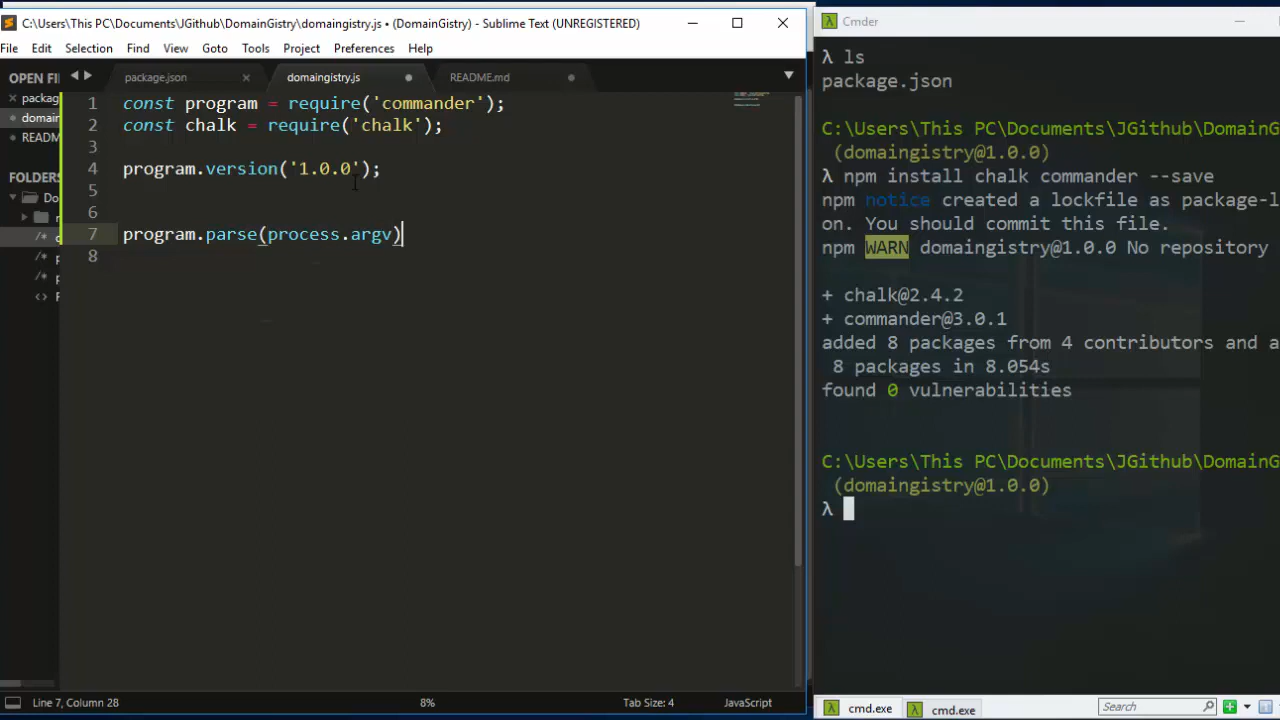 C:\Users\This PC\Documents\JGithub\DomainGistry\domaingistry.js • (DomainGistry) - Sublime Text (UNREGISTERED)
File Edit Selection Find View Goto Tools Project Preferences Help
OPEN FI
package.json
domaingistry.js
README.md
packag
domain
READM
FOLDERS
Do
1 const program = require('commander');
2 const chalk = require('chalk');
3
4 program.version('1.0.0');
5
6
7 program.parse(process.argv)
8
Line 7, Column 28
8%
Tab Size: 4
JavaScript
Cmder
λ ls
package.json
C:\Users\This PC\Documents\JGithub\DomainG
(domaingistry@1.0.0)
λ npm install chalk commander --save
npm notice created a lockfile as package-l
on. You should commit this file.
npm WARN domaingistry@1.0.0 No repository
+ chalk@2.4.2
+ commander@3.0.1
added 8 packages from 4 contributors and a
8 packages in 8.054s
found 0 vulnerabilities
C:\Users\This PC\Documents\JGithub\DomainG
(domaingistry@1.0.0)
λ
cmd.exe
cmd.exe
Search